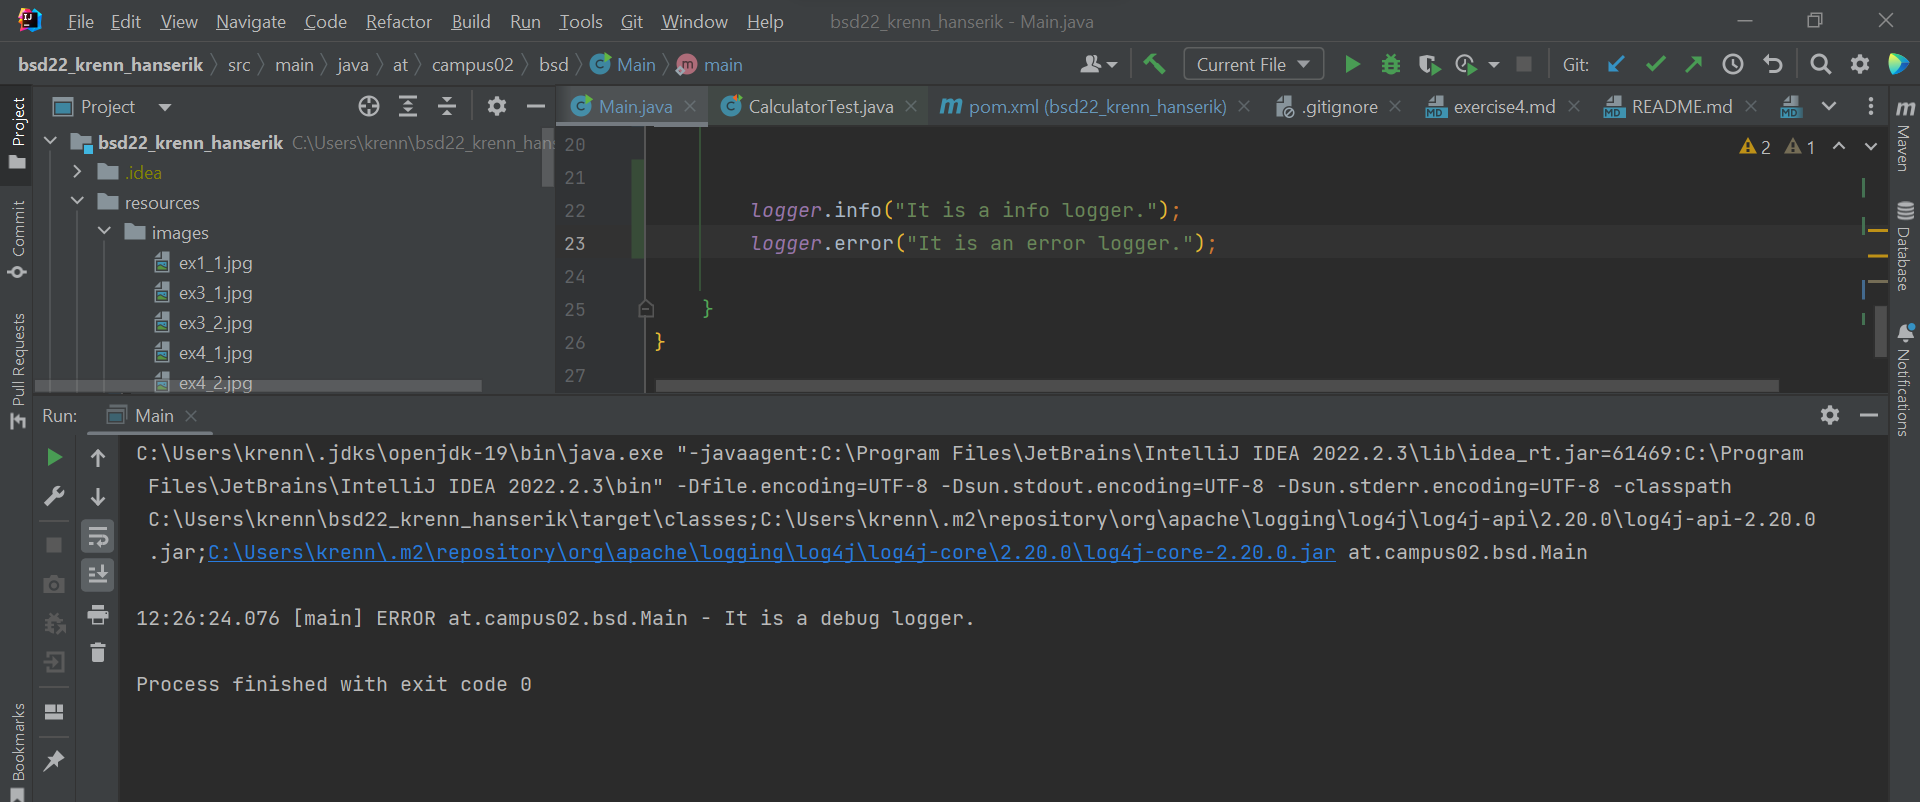 File Edit View Navigate Code Refactor Build Run Tools Git Window Help bsd22_krenn_hanserik - Main.java
bsd22_krenn_hanserik src main java at campus02 bsd Main main Current File Git:
Project
Main.java CalculatorTest.java pom.xml (bsd22_krenn_hanserik) .gitignore exercise4.md README.md
Project
Commit
Pull Requests
Bookmarks
bsd22_krenn_hanserik C:\Users\krenn\bsd22_krenn_han
.idea
resources
images
ex1_1.jpg
ex3_1.jpg
ex3_2.jpg
ex4_1.jpg
ex4_2.jpg
20
21
22 logger.info("It is a info logger.");
23 logger.error("It is an error logger.");
24
25 }
26 }
27
2 1
Maven
Database
Notifications
Run: Main
C:\Users\krenn\.jdks\openjdk-19\bin\java.exe "-javaagent:C:\Program Files\JetBrains\IntelliJ IDEA 2022.2.3\lib\idea_rt.jar=61469:C:\Program
Files\JetBrains\IntelliJ IDEA 2022.2.3\bin" -Dfile.encoding=UTF-8 -Dsun.stdout.encoding=UTF-8 -Dsun.stderr.encoding=UTF-8 -classpath
C:\Users\krenn\bsd22_krenn_hanserik\target\classes;C:\Users\krenn\.m2\repository\org\apache\logging\log4j\log4j-api\2.20.0\log4j-api-2.20.0
.jar;C:\Users\krenn\.m2\repository\org\apache\logging\log4j\log4j-core\2.20.0\log4j-core-2.20.0.jar at.campus02.bsd.Main
12:26:24.076 [main] ERROR at.campus02.bsd.Main - It is a debug logger.
Process finished with exit code 0